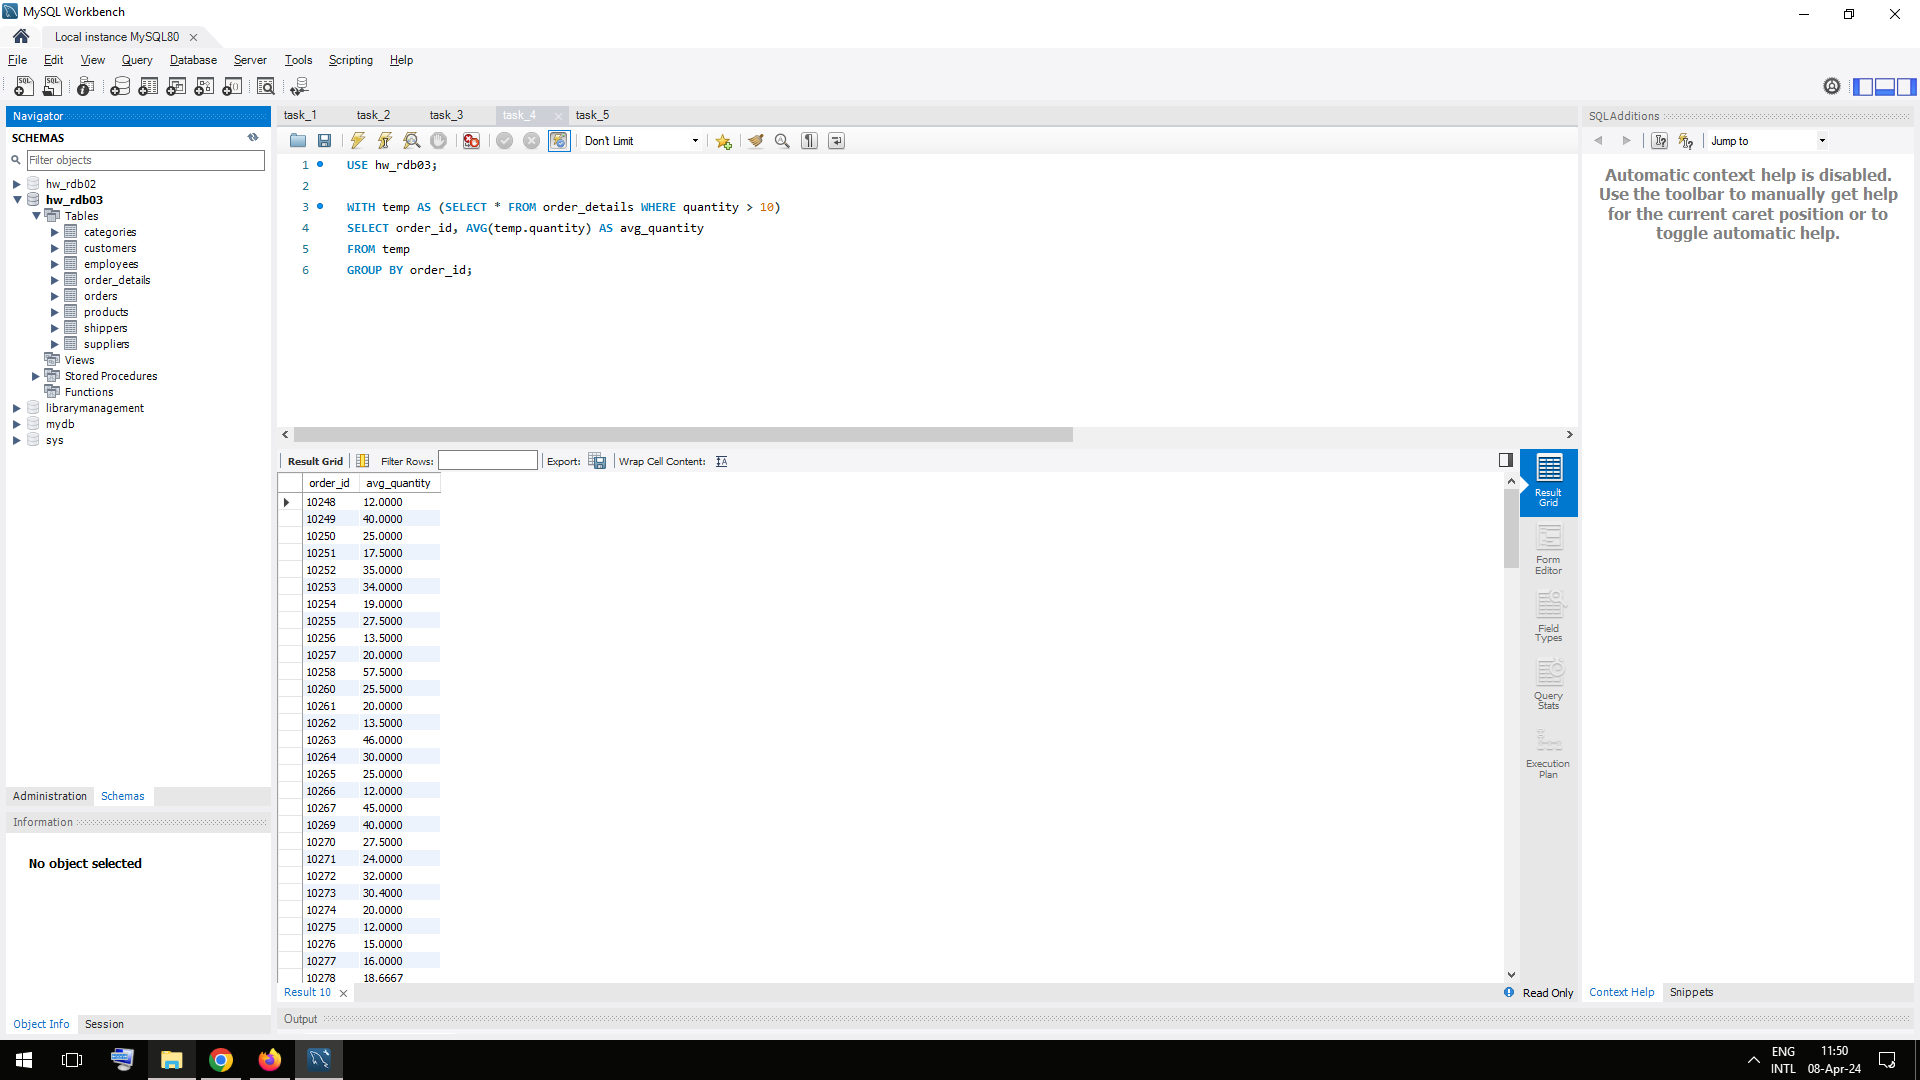 MySQL Workbench
Local instance MySQL80
File Edit View Query Database Server Tools Scripting Help
Navigator
SCHEMAS
Filter objects
hw_rdb02
hw_rdb03
Tables
categories
customers
employees
order_details
orders
products
shippers
suppliers
Views
Stored Procedures
Functions
librarymanagement
mydb
sys
Administration Schemas
Information
No object selected
Object Info Session
task_1 task_2 task_3 task_4 task_5
Don't Limit
1 USE hw_rdb03;
2
3 WITH temp AS (SELECT * FROM order_details WHERE quantity > 10)
4 SELECT order_id, AVG(temp.quantity) AS avg_quantity
5 FROM temp
6 GROUP BY order_id;
Result Grid Filter Rows: Export: Wrap Cell Content:
order_id avg_quantity
10248 12.0000
10249 40.0000
10250 25.0000
10251 17.5000
10252 35.0000
10253 34.0000
10254 19.0000
10255 27.5000
10256 13.5000
10257 20.0000
10258 57.5000
10260 25.5000
10261 20.0000
10262 13.5000
10263 46.0000
10264 30.0000
10265 25.0000
10266 12.0000
10267 45.0000
10269 40.0000
10270 27.5000
10271 24.0000
10272 32.0000
10273 30.4000
10274 20.0000
10275 12.0000
10276 15.0000
10277 16.0000
10278 18.6667
Result
Grid
Form
Editor
Field
Types
Query
Stats
Execution
Plan
Result 10
Read Only
Output
SQLAdditions
Jump to
Automatic context help is disabled.
Use the toolbar to manually get help
for the current caret position or to
toggle automatic help.
Context Help Snippets
ENG
INTL
11:50
08-Apr-24